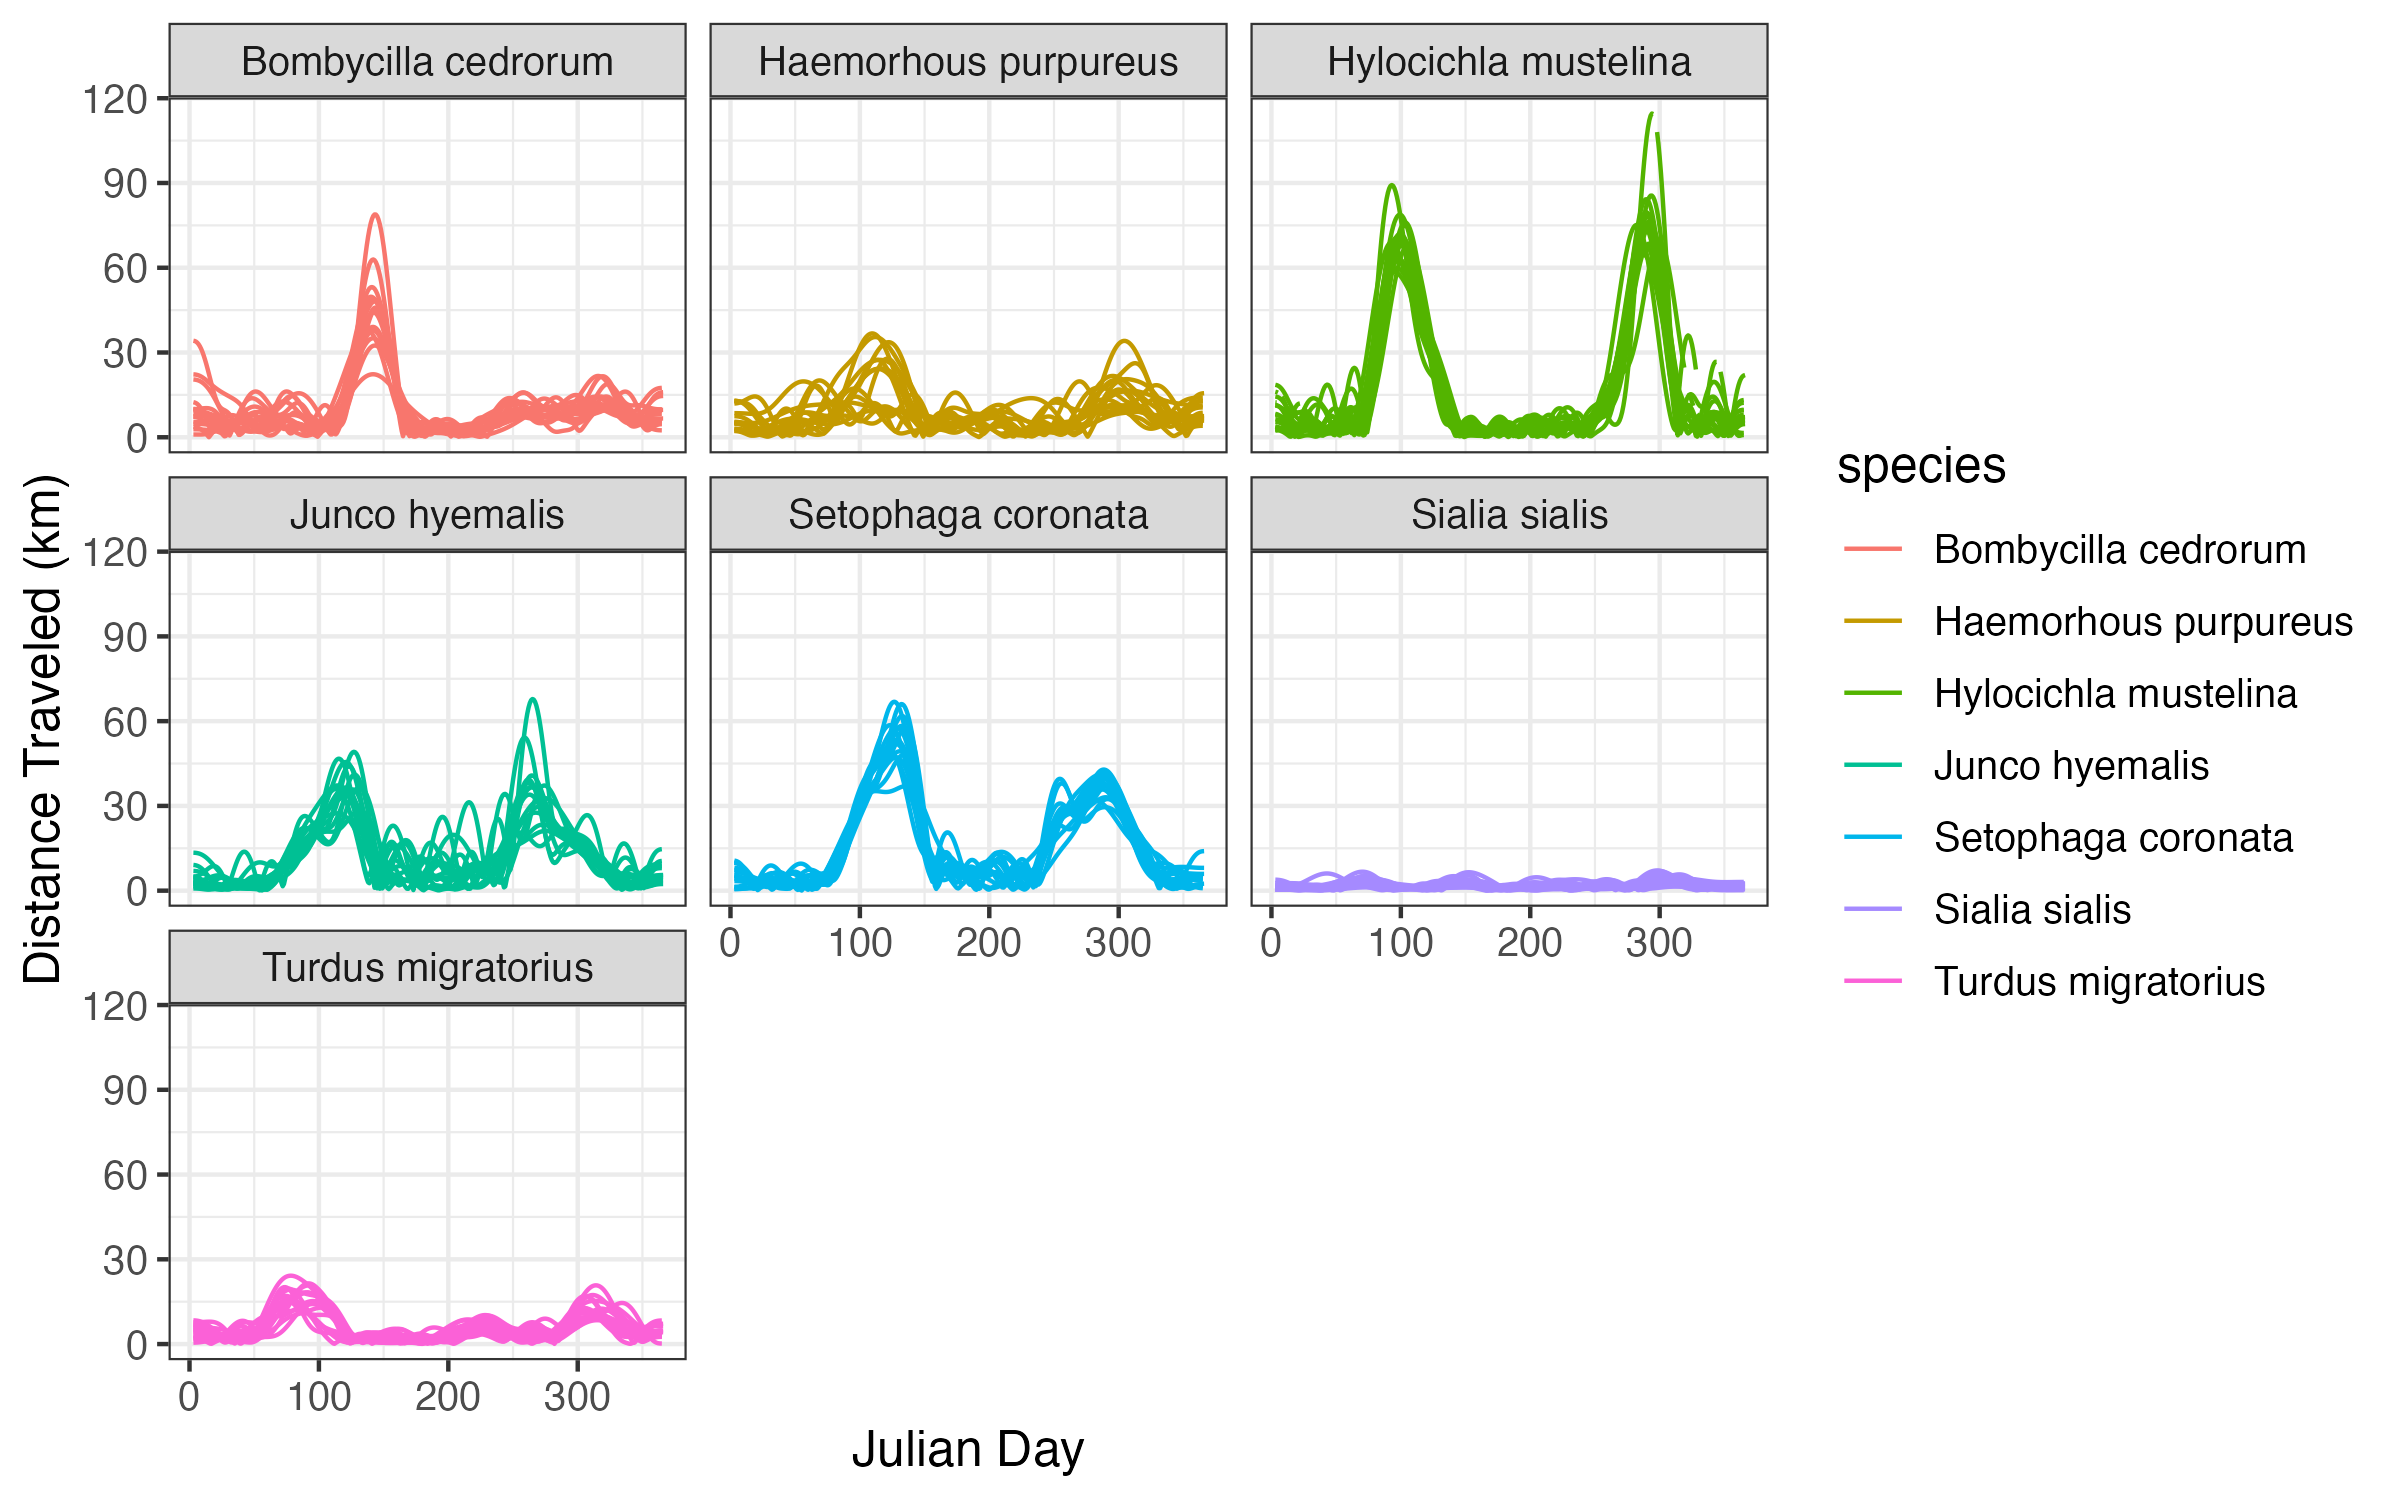 Bombycilla cedrorum
Haemorhous purpureus
Hylocichla mustelina
120
90
60
30
0
Junco hyemalis
Setophaga coronata
Sialia sialis
120
90
60
30
0
0 100 200 300
0 100 200 300
Turdus migratorius
120
90
60
30
0
0 100 200 300
Distance Traveled (km)
Julian Day
species
Bombycilla cedrorum
Haemorhous purpureus
Hylocichla mustelina
Junco hyemalis
Setophaga coronata
Sialia sialis
Turdus migratorius